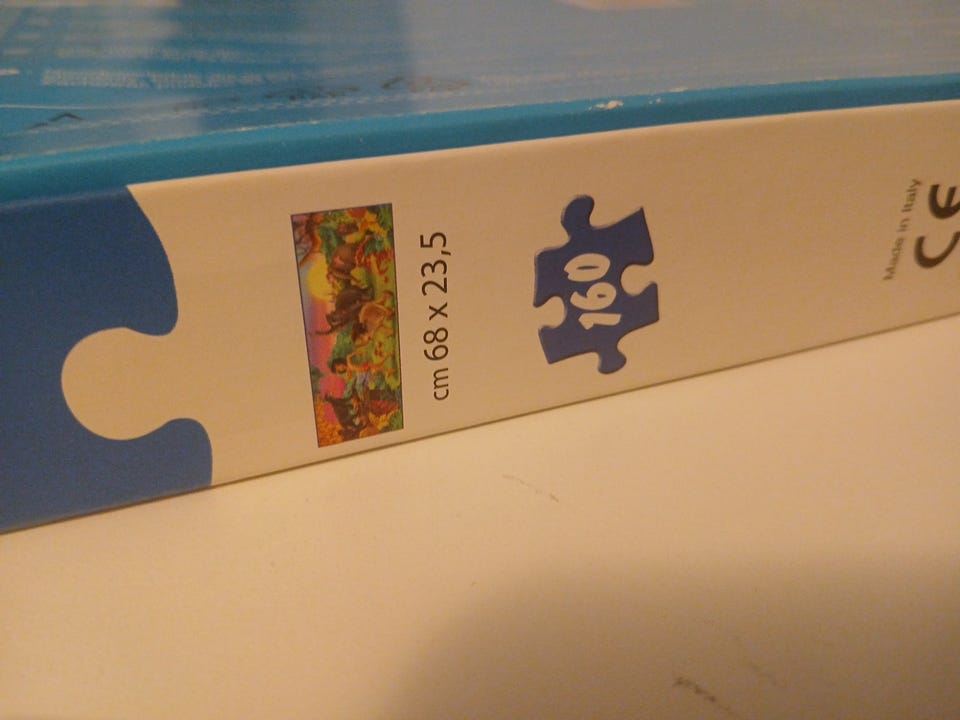 cm 68 x 23,5
160
Made in Italy
CE